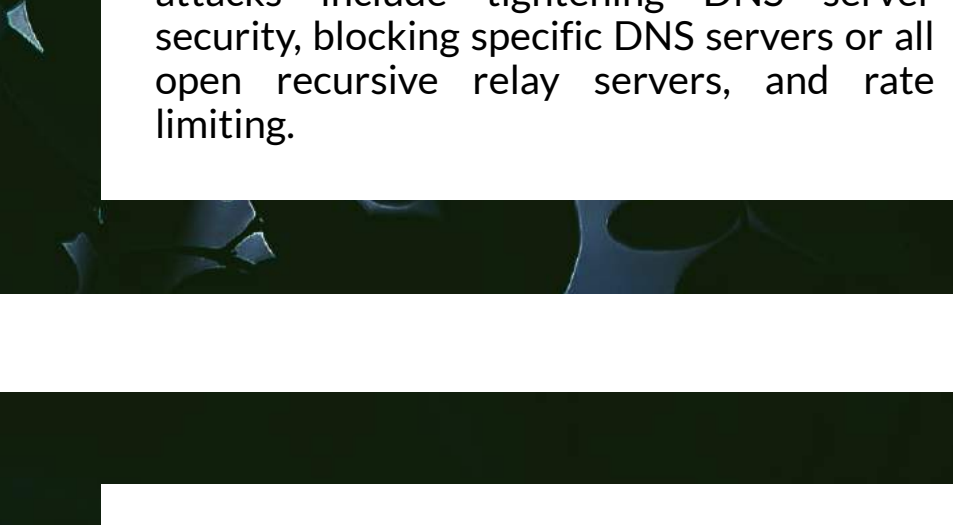 attacks include tightening DNS server
security, blocking specific DNS servers or all
open recursive relay servers, and rate
limiting.